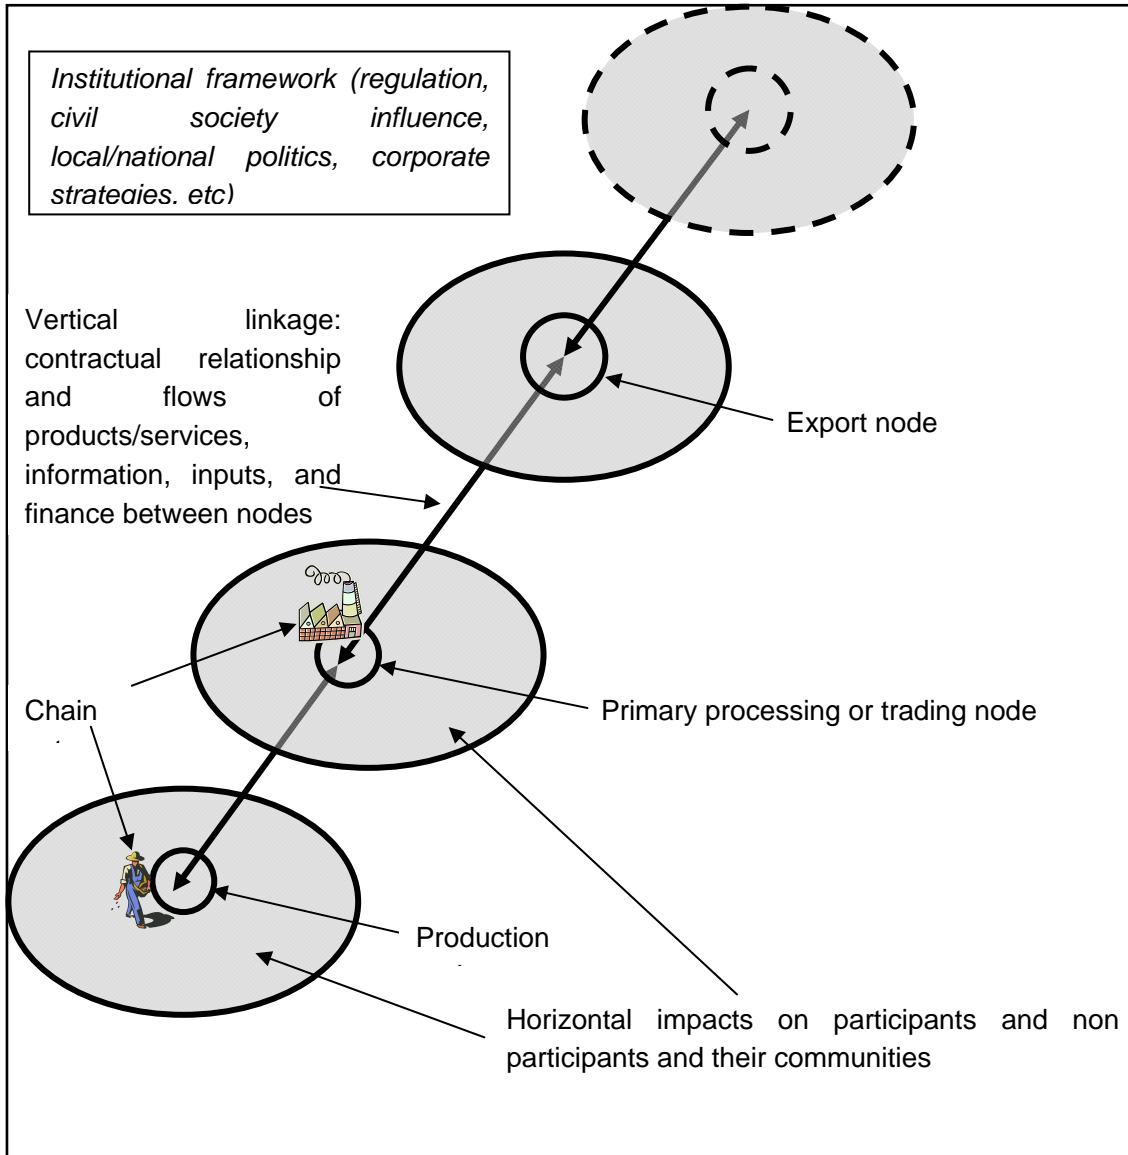 Institutional framework (regulation,
civil society influence,
local/national politics, corporate
strategies, etc)
Vertical linkage:
contractual relationship
and flows of
products/services,
information, inputs, and
finance between nodes
Export node
Chain
Primary processing or trading node
Production
Horizontal impacts on participants and non
participants and their communities